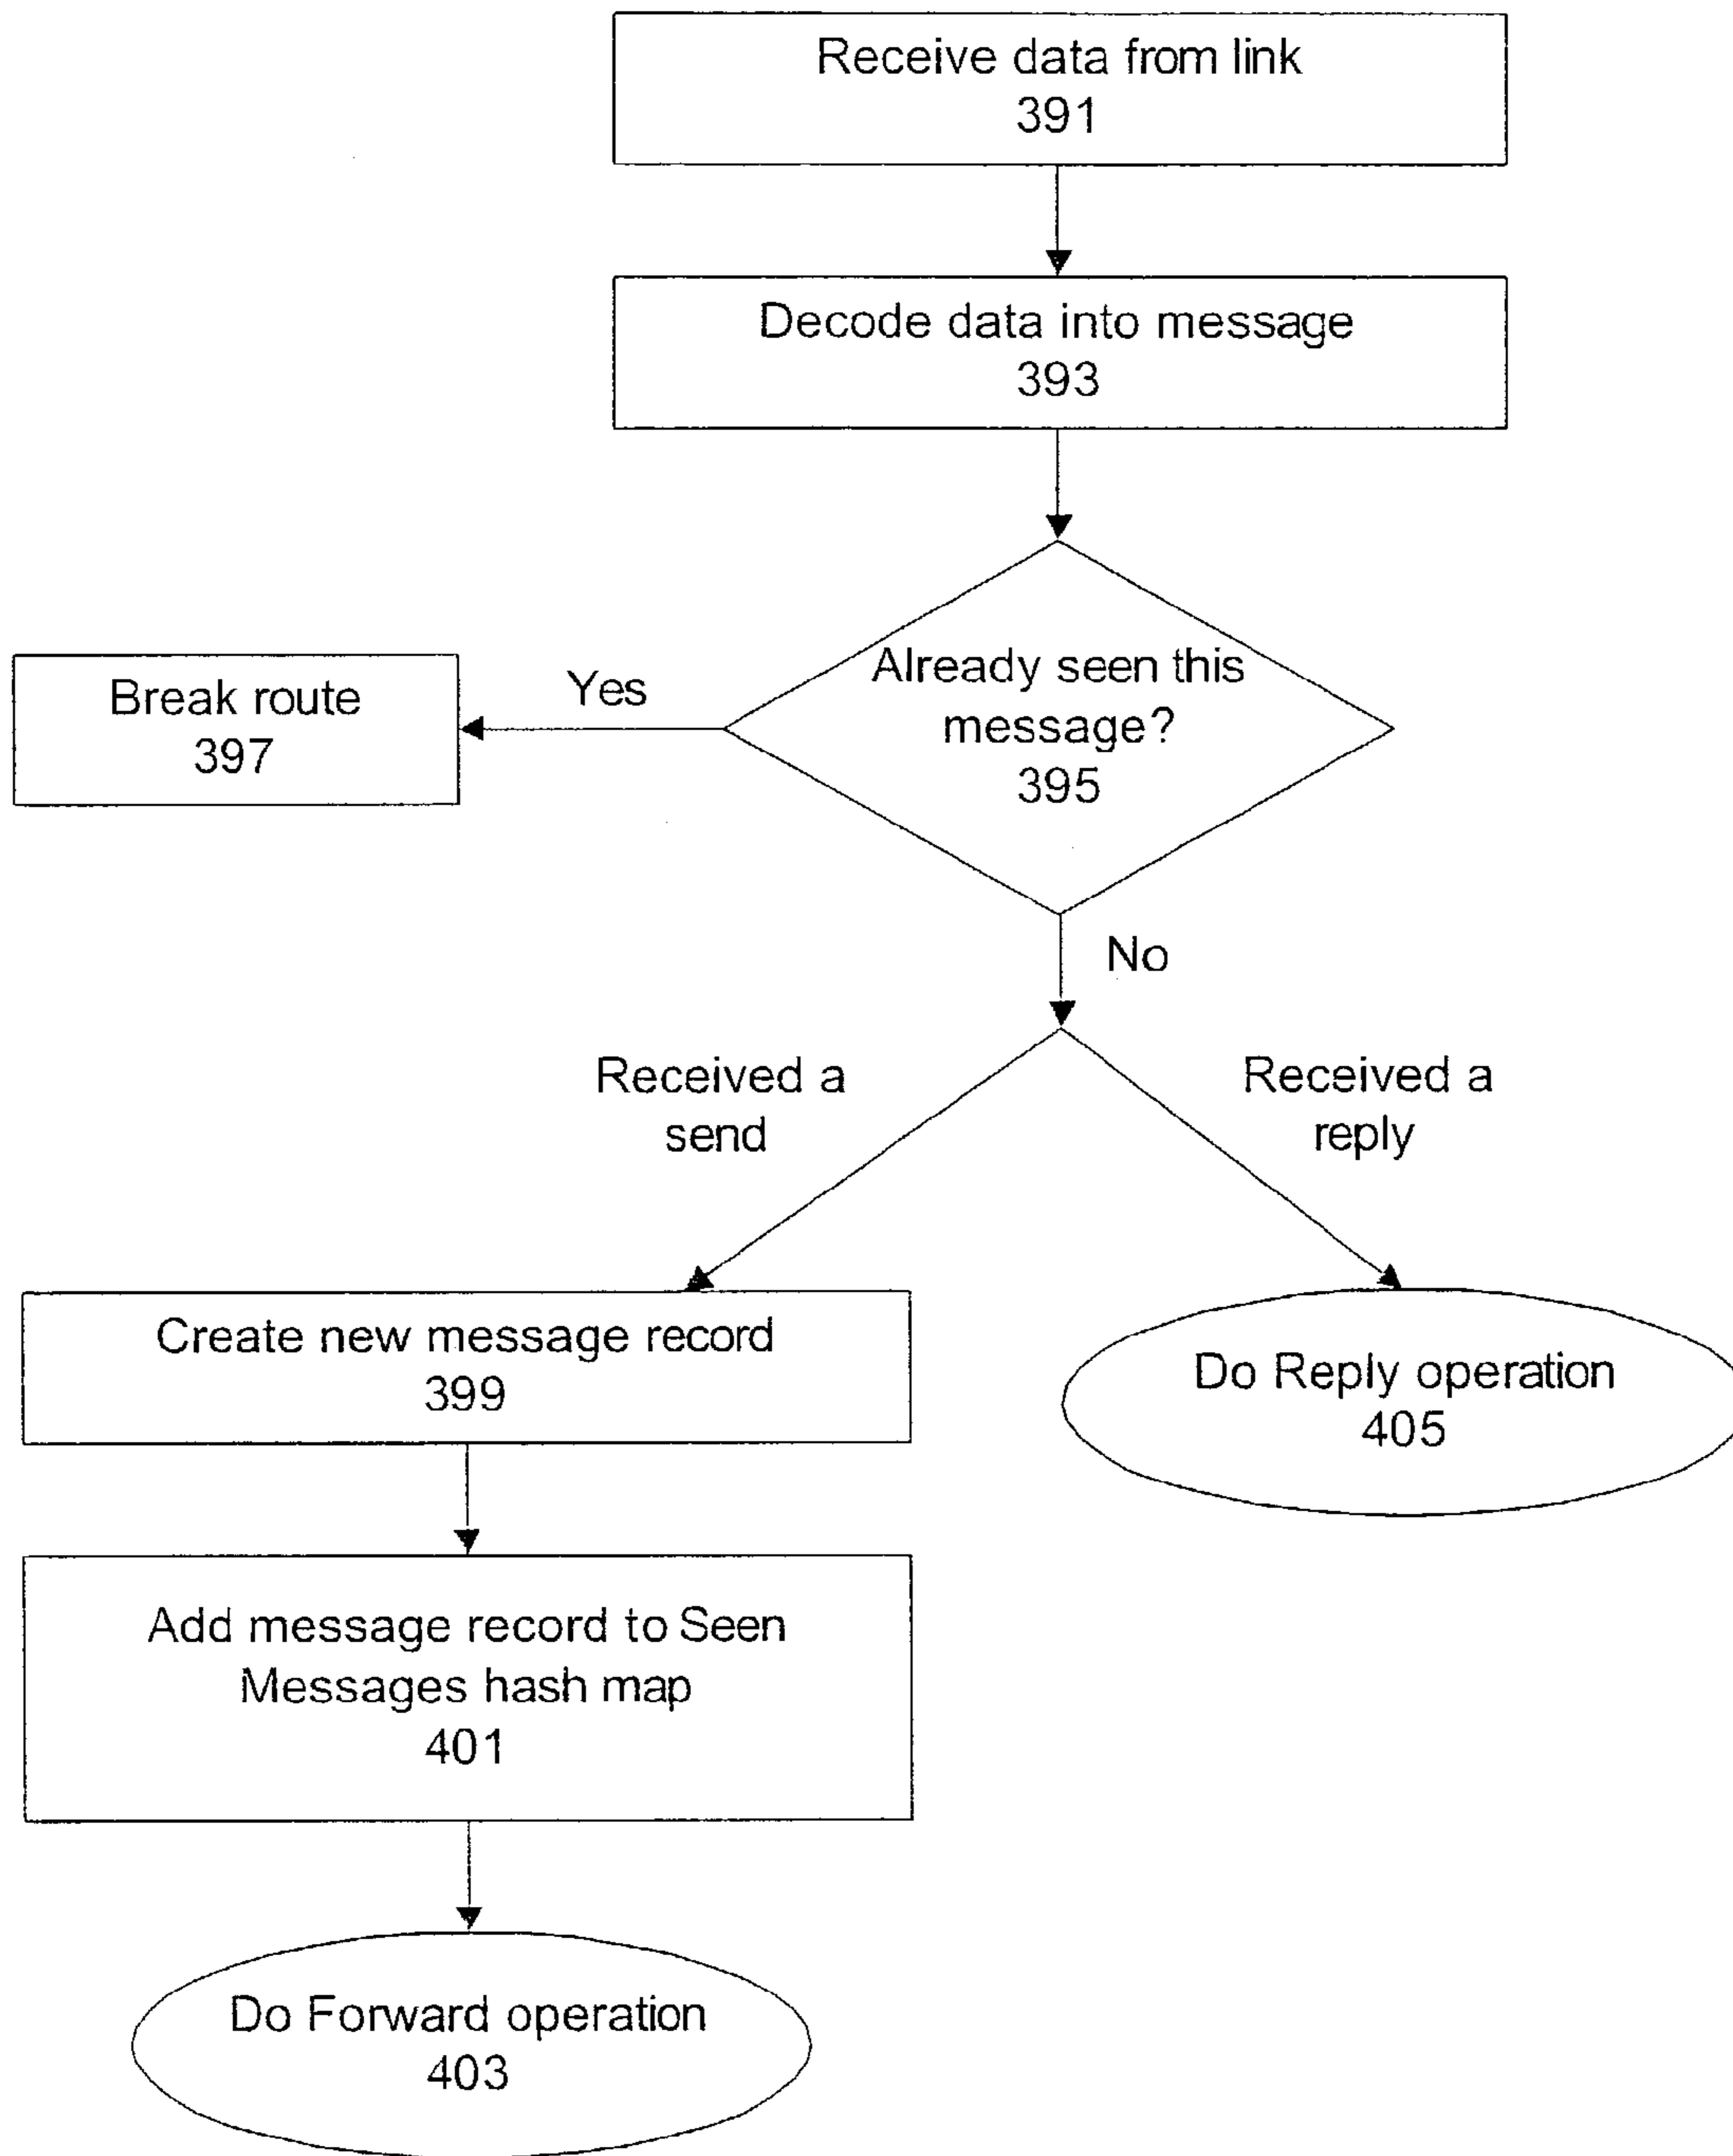 Receive data from link
391
Decode data into message
393
Already seen this
message?
395
Yes
Break route
397
No
Received a
send
Received a
reply
Create new message record
399
Do Reply operation
405
Add message record to Seen
Messages hash map
401
Do Forward operation
403